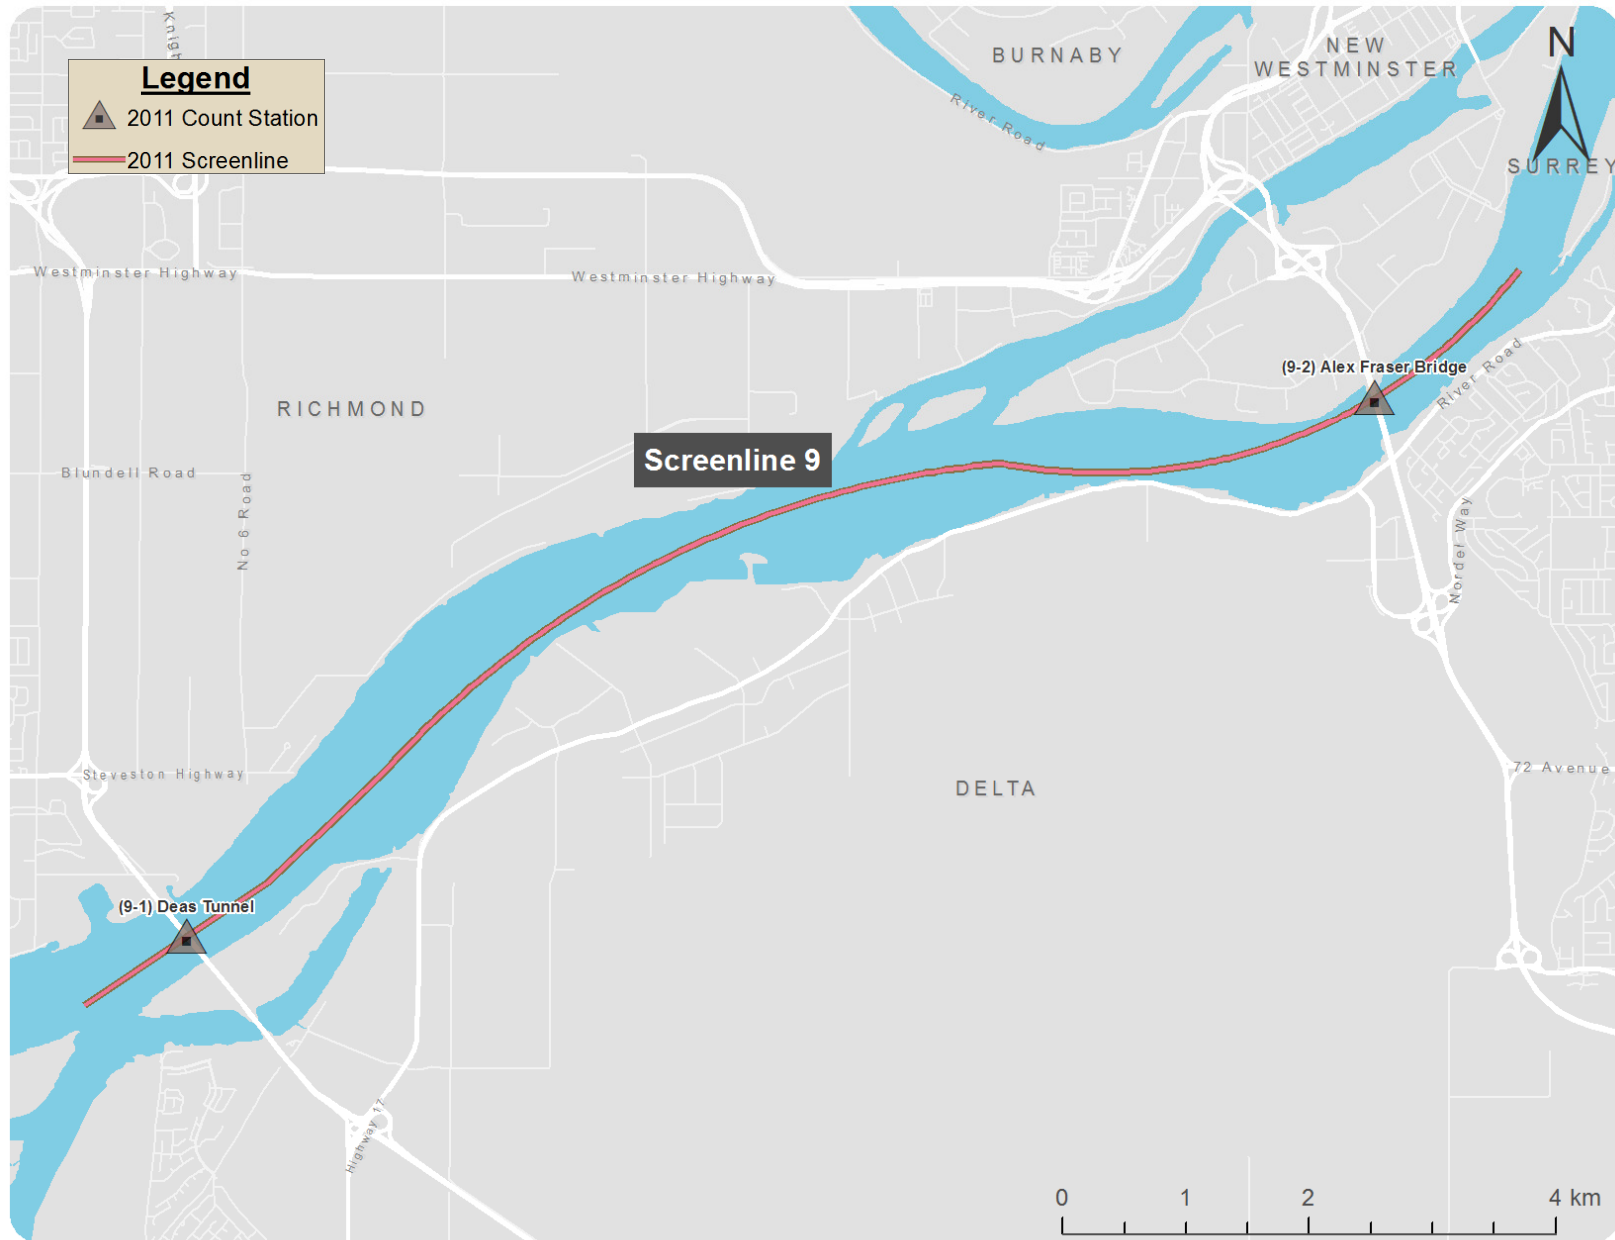 Knigh
Legend
2011 Count Station
2011 Screenline
BURNABY
NEW
WESTMINSTER
N
River Road
SURREY
Westminster Highway
Westminster Highway
RICHMOND
(9-2) Alex Fraser Bridge
River Road
Blundell Road
Screenline 9
No 6 Road
Nordel Way
Steveston Highway
DELTA
72 Avenue
(9-1) Deas Tunnel
Highway 17
0 1 2 4 km